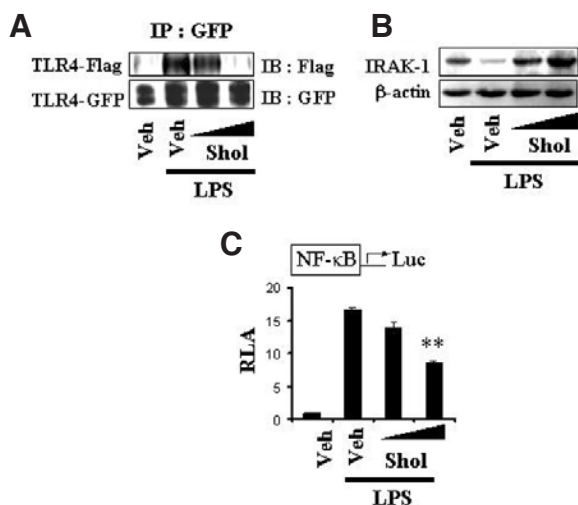 A
IP : GFP
TLR4-Flag
IB : Flag
TLR4-GFP
IB : GFP
Veh
Veh
Shol
LPS
B
IRAK-1
β-actin
Veh
Veh
Shol
LPS
C
NF-κB
Luc
20
15
10
5
0
RLA
**
Veh
Veh
Shol
LPS